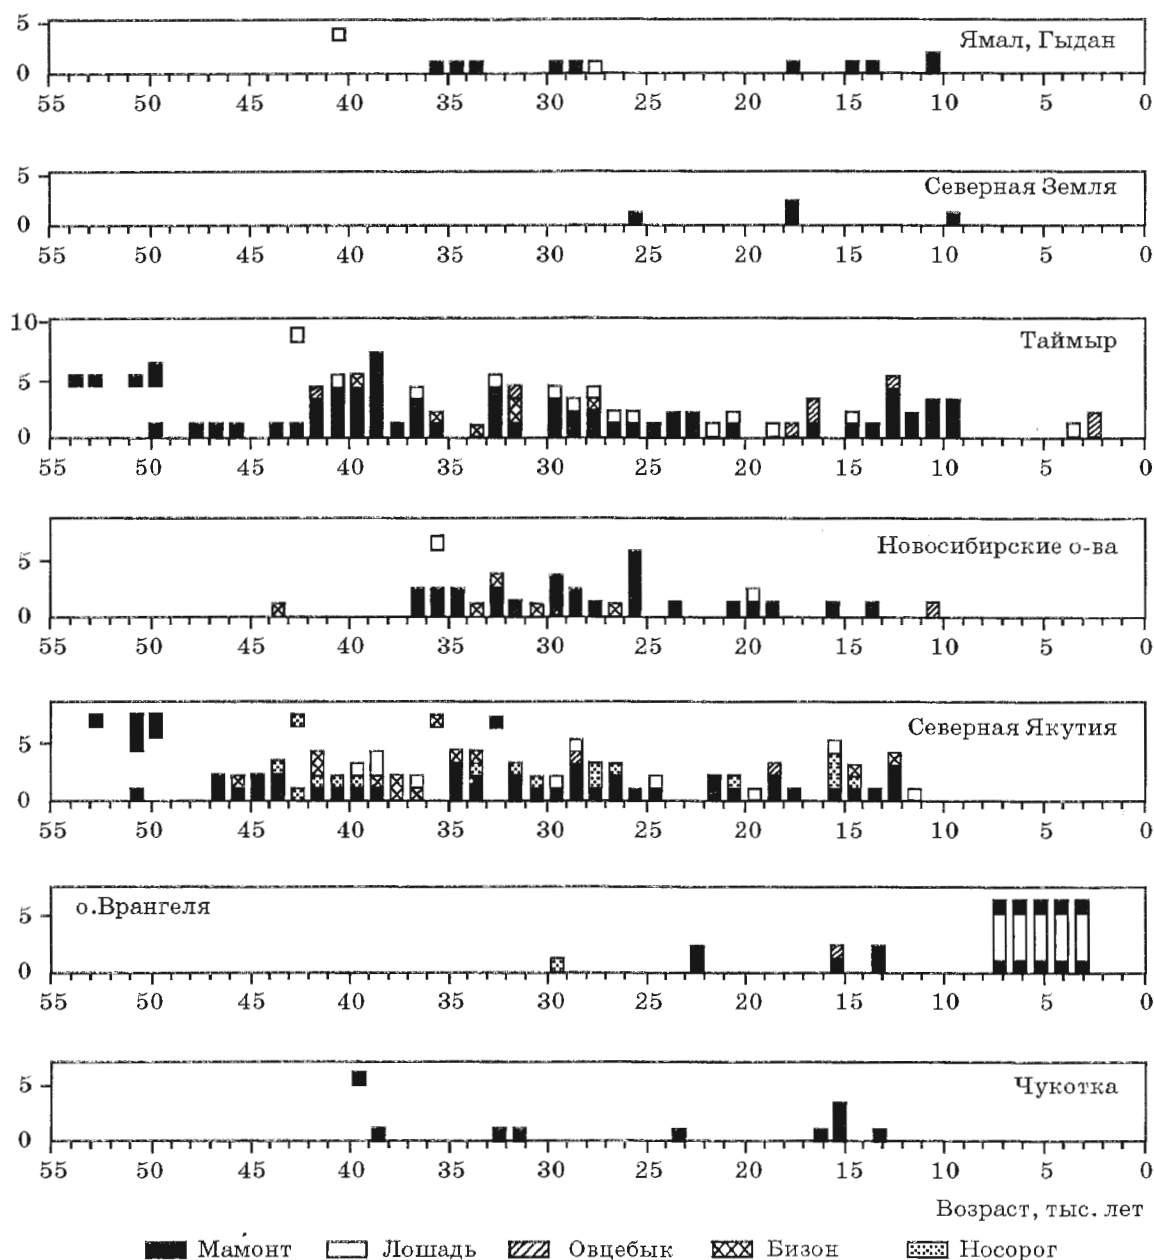 5
Ямал, Гыдан
0
55 50 45 40 35 30 25 20 15 10 5 0
5
Северная Земля
0
55 50 45 40 35 30 25 20 15 10 5 0
10
Таймыр
5
0
55 50 45 40 35 30 25 20 15 10 5 0
Новосибирские о-ва
5
0
55 50 45 40 35 30 25 20 15 10 5 0
Северная Якутия
5
0
55 50 45 40 35 30 25 20 15 10 5 0
о.Врангеля
5
0
55 50 45 40 35 30 25 20 15 10 5 0
5
Чукотка
0
55 50 45 40 35 30 25 20 15 10 5 0
Возраст, тыс. лет
Мамонт Лошадь Овцебык Бизон Носорог